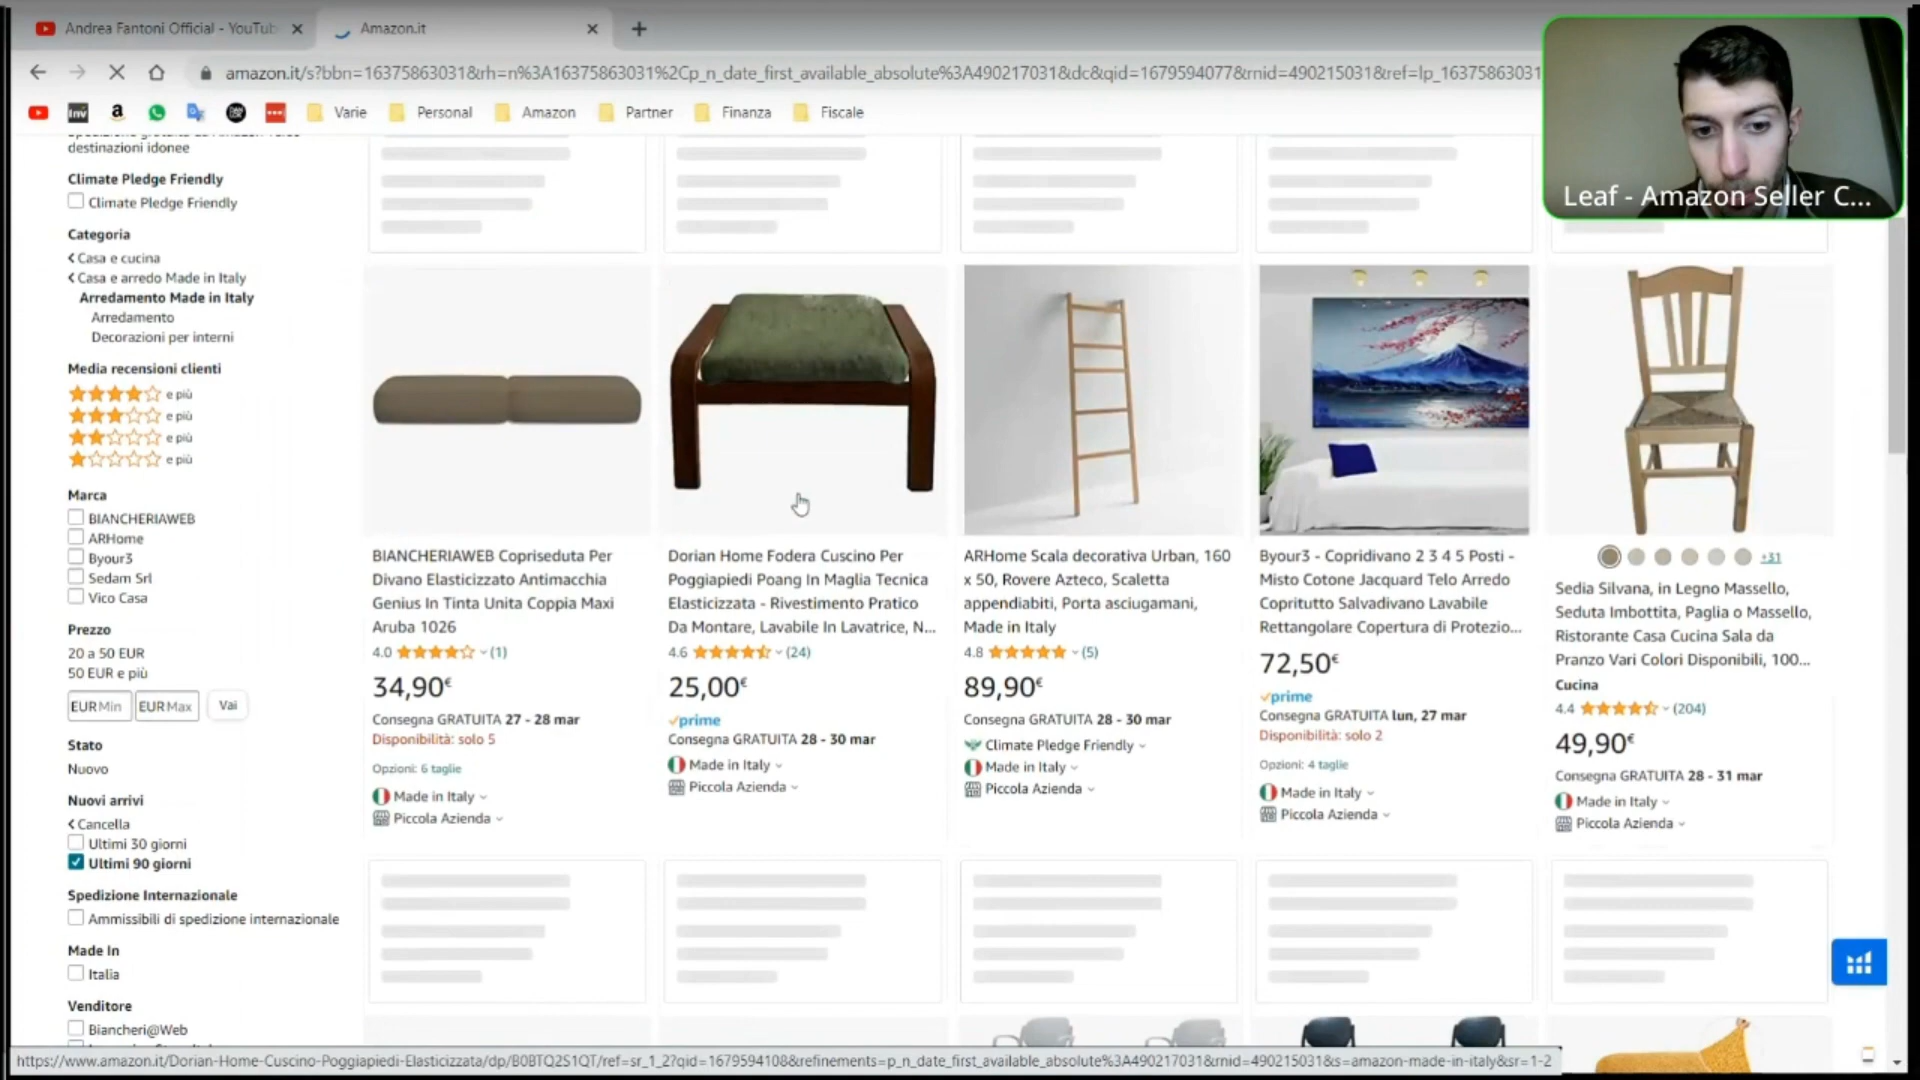 Andrea Fantoni Official - YouTub
Amazon.it
amazon.it/s?bbn=16375863031&rh=n%3A16375863031%2Cp_n_date_first_available_absolute%3A490217031&dc&qid=1679594077&rnid=490215031&ref=lp_16375863031
Leaf - Amazon Seller C...
Inv
Varie
Personal
Amazon
Partner
Finanza
Fiscale
destinazioni idonee
Climate Pledge Friendly
Climate Pledge Friendly
Categoria
Casa e cucina
Casa e arredo Made in Italy
Arredamento Made in Italy
Arredamento
Decorazioni per interni
Media recensioni clienti
e più
e più
e più
e più
Marca
BIANCHERIAWEB
ARHome
Byour3
Sedam Srl
Vico Casa
Prezzo
20 a 50 EUR
50 EUR e più
EUR Min EUR Max Vai
Stato
Nuovo
Nuovi arrivi
Cancella
Ultimi 30 giorni
Ultimi 90 giorni
Spedizione Internazionale
Ammissibili di spedizione internazionale
Made In
Italia
Venditore
Biancheri@Web
BIANCHERIAWEB Copriseduta Per
Divano Elasticizzato Antimacchia
Genius In Tinta Unita Coppia Maxi
Aruba 1026
4.0 (1)
34,90€
Consegna GRATUITA 27 - 28 mar
Disponibilità: solo 5
Opzioni: 6 taglie
Made in Italy
Piccola Azienda
Dorian Home Fodera Cuscino Per
Poggiapiedi Poang In Maglia Tecnica
Elasticizzata - Rivestimento Pratico
Da Montare, Lavabile In Lavatrice, N...
4.6 (24)
25,00€
prime
Consegna GRATUITA 28 - 30 mar
Made in Italy
Piccola Azienda
ARHome Scala decorativa Urban, 160
x 50, Rovere Azteco, Scaletta
appendiabiti, Porta asciugamani,
Made in Italy
4.8 (5)
89,90€
Consegna GRATUITA 28 - 30 mar
Climate Pledge Friendly
Made in Italy
Piccola Azienda
Byour3 - Copridivano 2 3 4 5 Posti -
Misto Cotone Jacquard Telo Arredo
Copritutto Salvadivano Lavabile
Rettangolare Copertura di Protezio...
72,50€
prime
Consegna GRATUITA lun, 27 mar
Disponibilità: solo 2
Opzioni: 4 taglie
Made in Italy
Piccola Azienda
+31
Sedia Silvana, in Legno Massello,
Seduta Imbottita, Paglia o Massello,
Ristorante Casa Cucina Sala da
Pranzo Vari Colori Disponibili, 100...
Cucina
4.4 (204)
49,90€
Consegna GRATUITA 28 - 31 mar
Made in Italy
Piccola Azienda
https://www.amazon.it/Dorian-Home-Cuscino-Poggiapiedi-Elasticizzata/dp/B0BTQ2S1QT/ref=sr_1_2?qid=1679594108&refinements=p_n_date_first_available_absolute%3A490217031&rnid=490215031&s=amazon-made-in-italy&sr=1-2